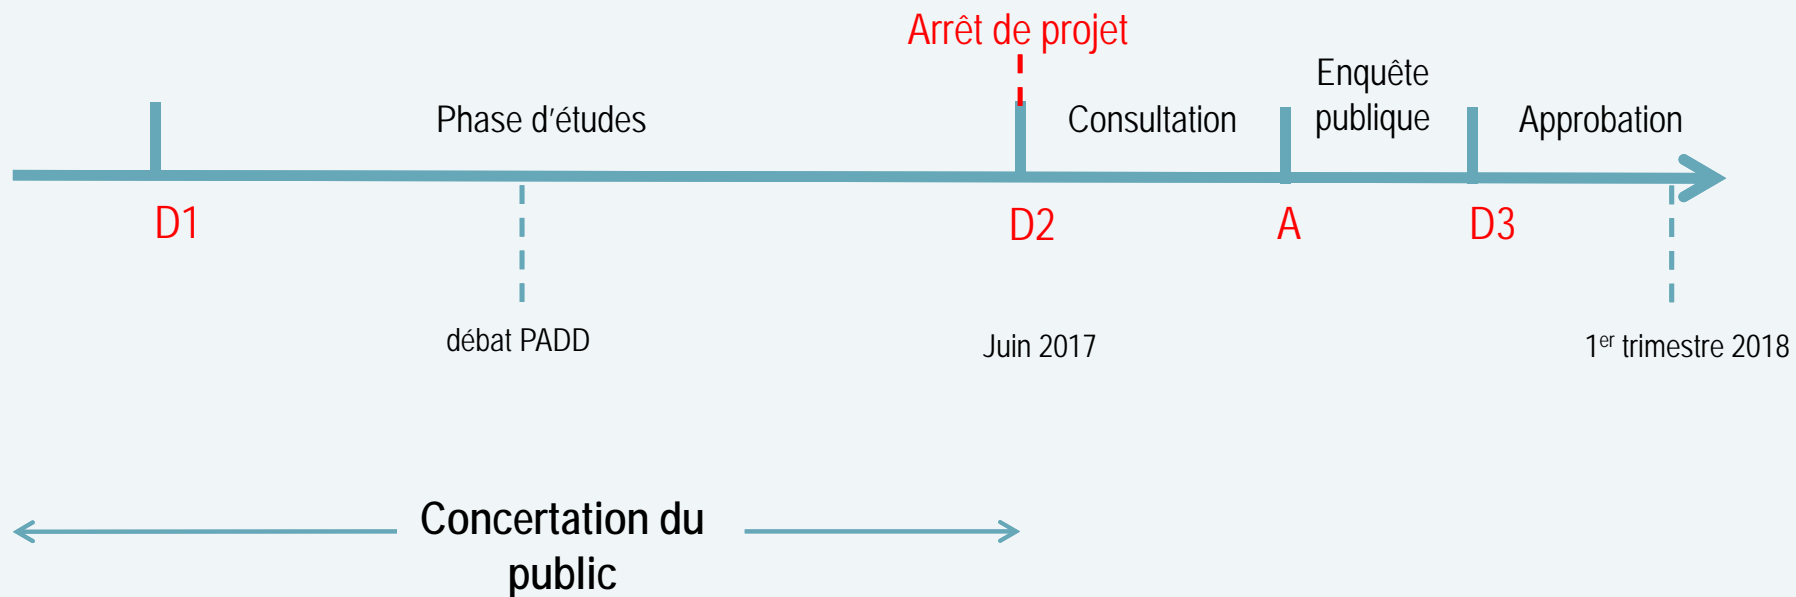 Arrêt de projet
Phase d'études
Consultation
Enquête
publique
Approbation
D1
D2
A
D3
débat PADD
Juin 2017
1er trimestre 2018
Concertation du
public